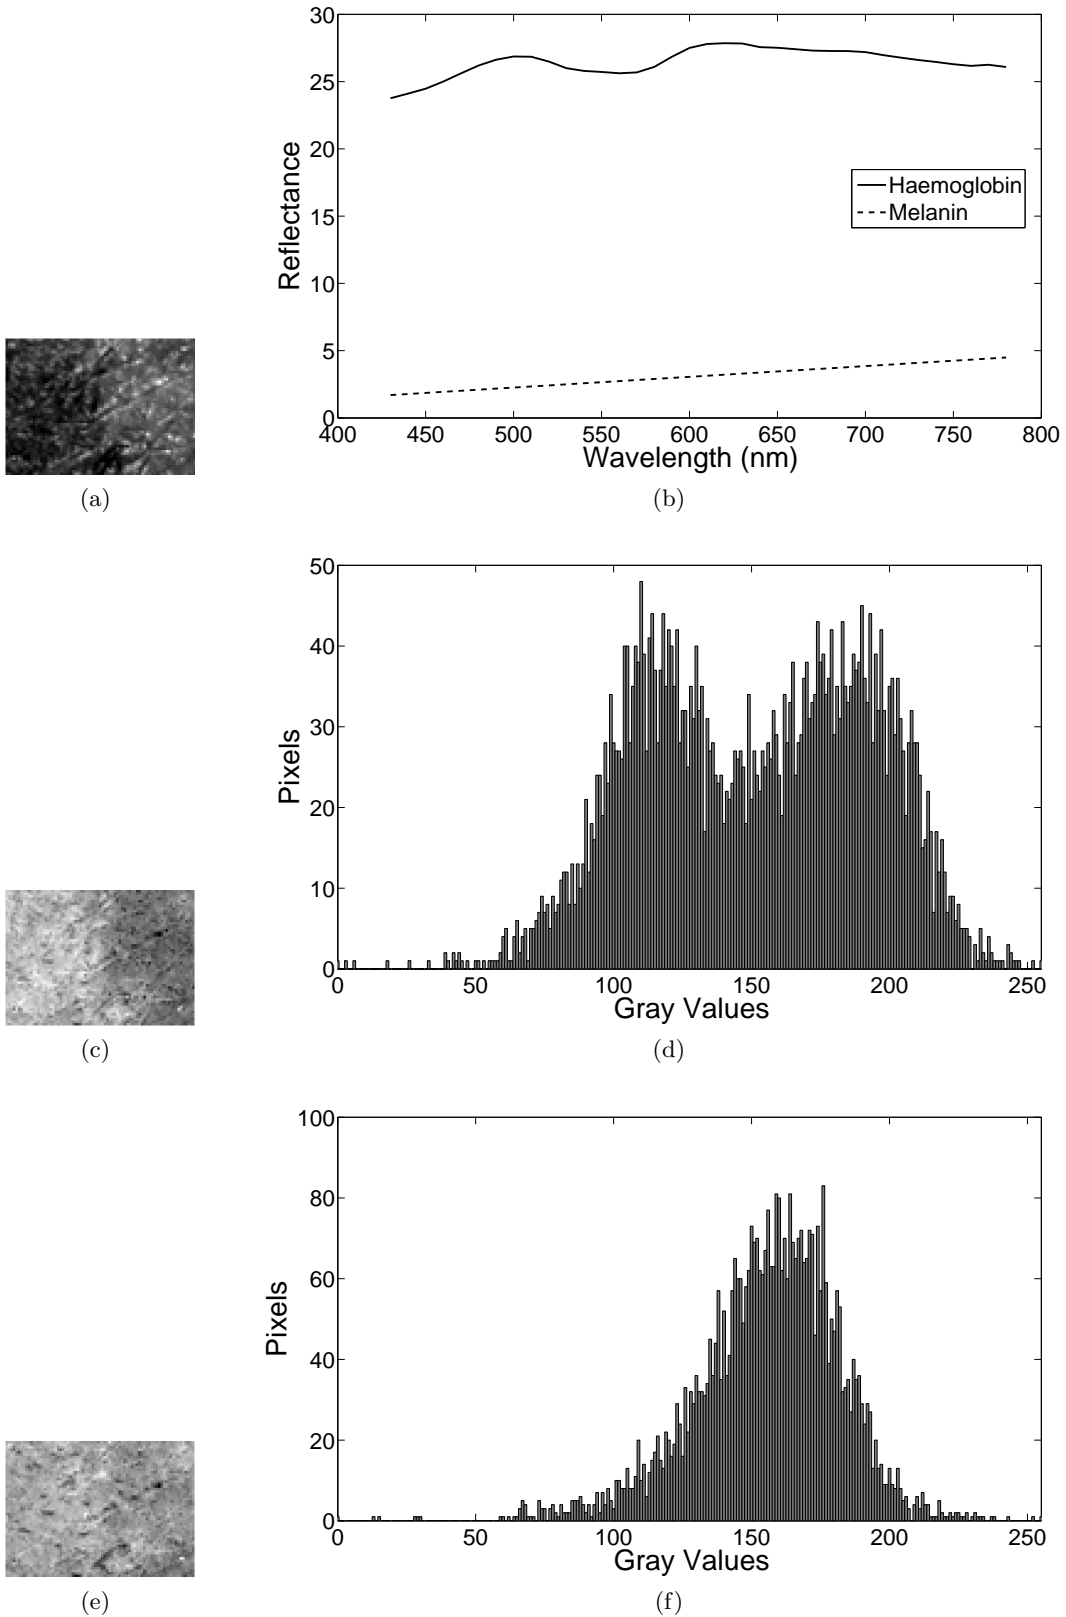 30
25
20
15
10
5
0
Reflectance
Haemoglobin
Melanin
400 450 500 550 600 650 700 750 800
Wavelength (nm)
(a)
(b)
50
40
30
20
10
0
Pixels
0 50 100 150 200 250
Gray Values
(c)
(d)
100
80
60
40
20
0
Pixels
0 50 100 150 200 250
Gray Values
(e)
(f)